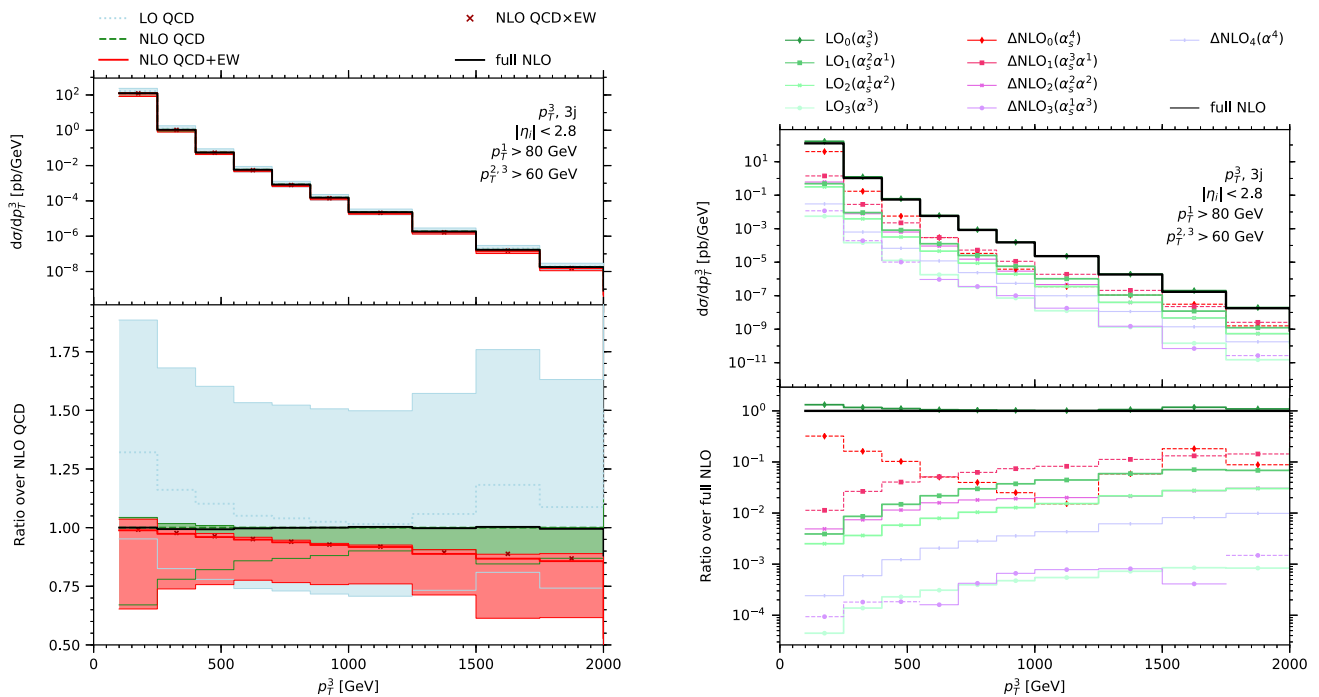 LO QCD
NLO QCD
NLO QCD+EW
NLO QCD×EW
full NLO
dσ/dp_T^3 [pb/GeV]
10^2
10^0
10^−2
10^−4
10^−6
10^−8
p_T^3, 3j
|η_i| < 2.8
p_T^1 > 80 GeV
p_T^{2,3} > 60 GeV
Ratio over NLO QCD
1.75
1.50
1.25
1.00
0.75
0.50
0 500 1000 1500 2000
p_T^3 [GeV]
LO_0(α_s^3)
LO_1(α_s^2α^1)
LO_2(α_s^1α^2)
LO_3(α^3)
ΔNLO_0(α_s^4)
ΔNLO_1(α_s^3α^1)
ΔNLO_2(α_s^2α^2)
ΔNLO_3(α_s^1α^3)
ΔNLO_4(α^4)
full NLO
dσ/dp_T^3 [pb/GeV]
10^1
10^−1
10^−3
10^−5
10^−7
10^−9
10^−11
p_T^3, 3j
|η_i| < 2.8
p_T^1 > 80 GeV
p_T^{2,3} > 60 GeV
Ratio over full NLO
10^0
10^−1
10^−2
10^−3
10^−4
0 500 1000 1500 2000
p_T^3 [GeV]